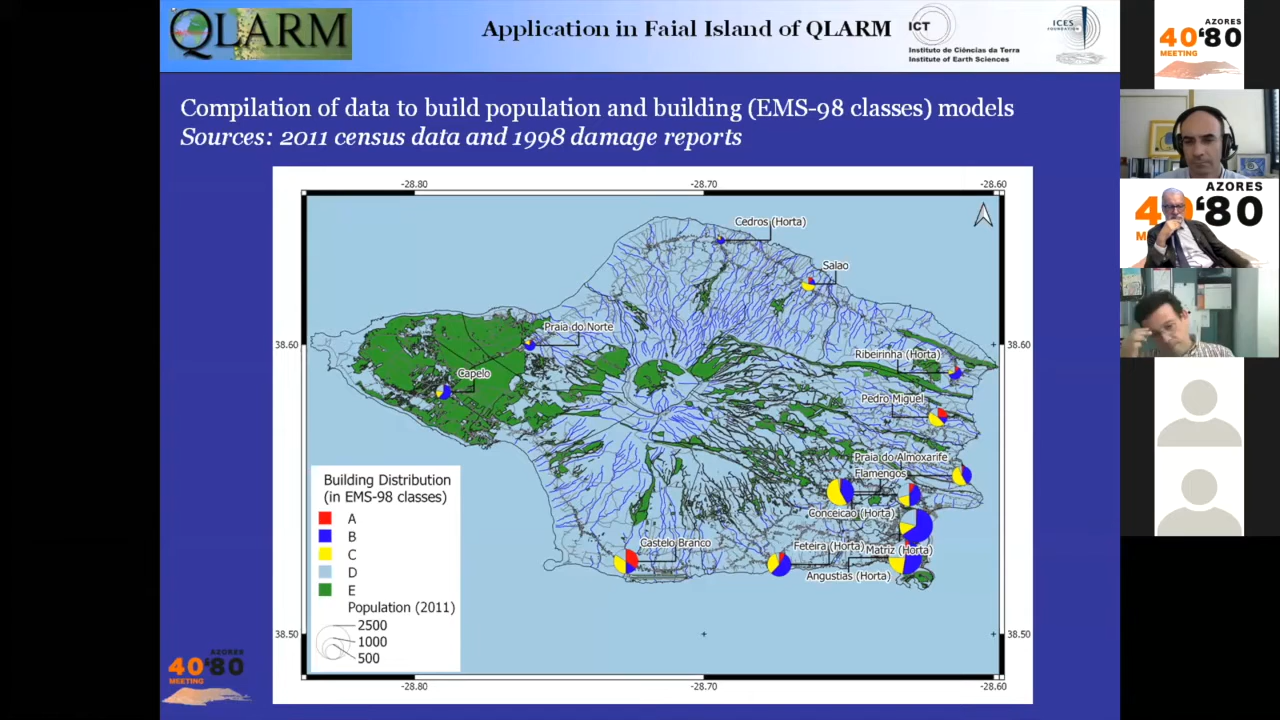 QLARM
Application in Faial Island of QLARM
ICT
Instituto de Ciências da Terra
Institute of Earth Sciences
ICES
FOUNDATION
Compilation of data to build population and building (EMS-98 classes) models
Sources: 2011 census data and 1998 damage reports
-28.80
-28.70
-28.60
Cedros (Horta)
Salao
Praia do Norte
38.60
38.60
Ribeirinha (Horta)
Capelo
Pedro Miguel
Praia do Almoxarife
Flamengos
Conceicao (Horta)
Castelo Branco
Feteira (Horta)
Matriz (Horta)
Angustias (Horta)
Building Distribution
(in EMS-98 classes)
A
B
C
D
E
Population (2011)
2500
1000
500
38.50
38.50
-28.80
-28.70
-28.60
AZORES
40‘80
MEETING
AZORES
40‘80
MEETING
AZORES
4 ‘80
M